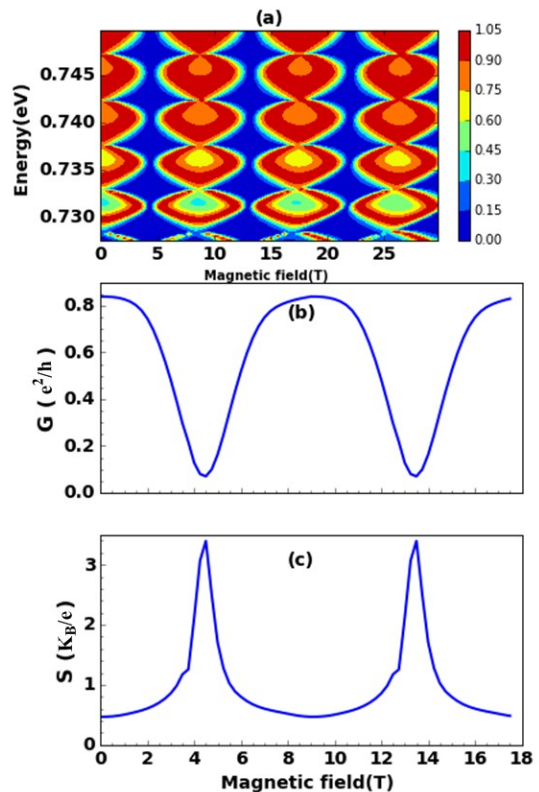 (a)
1.05
0.90
0.75
0.60
0.45
0.30
0.15
0.00
Energy(eV)
0.745
0.740
0.735
0.730
0 5 10 15 20 25
Magnetic field(T)
(b)
G ( e²/h )
0.8
0.6
0.4
0.2
0.0
(c)
S (K_B/e)
3
2
1
0
0 2 4 6 8 10 12 14 16 18
Magnetic field(T)